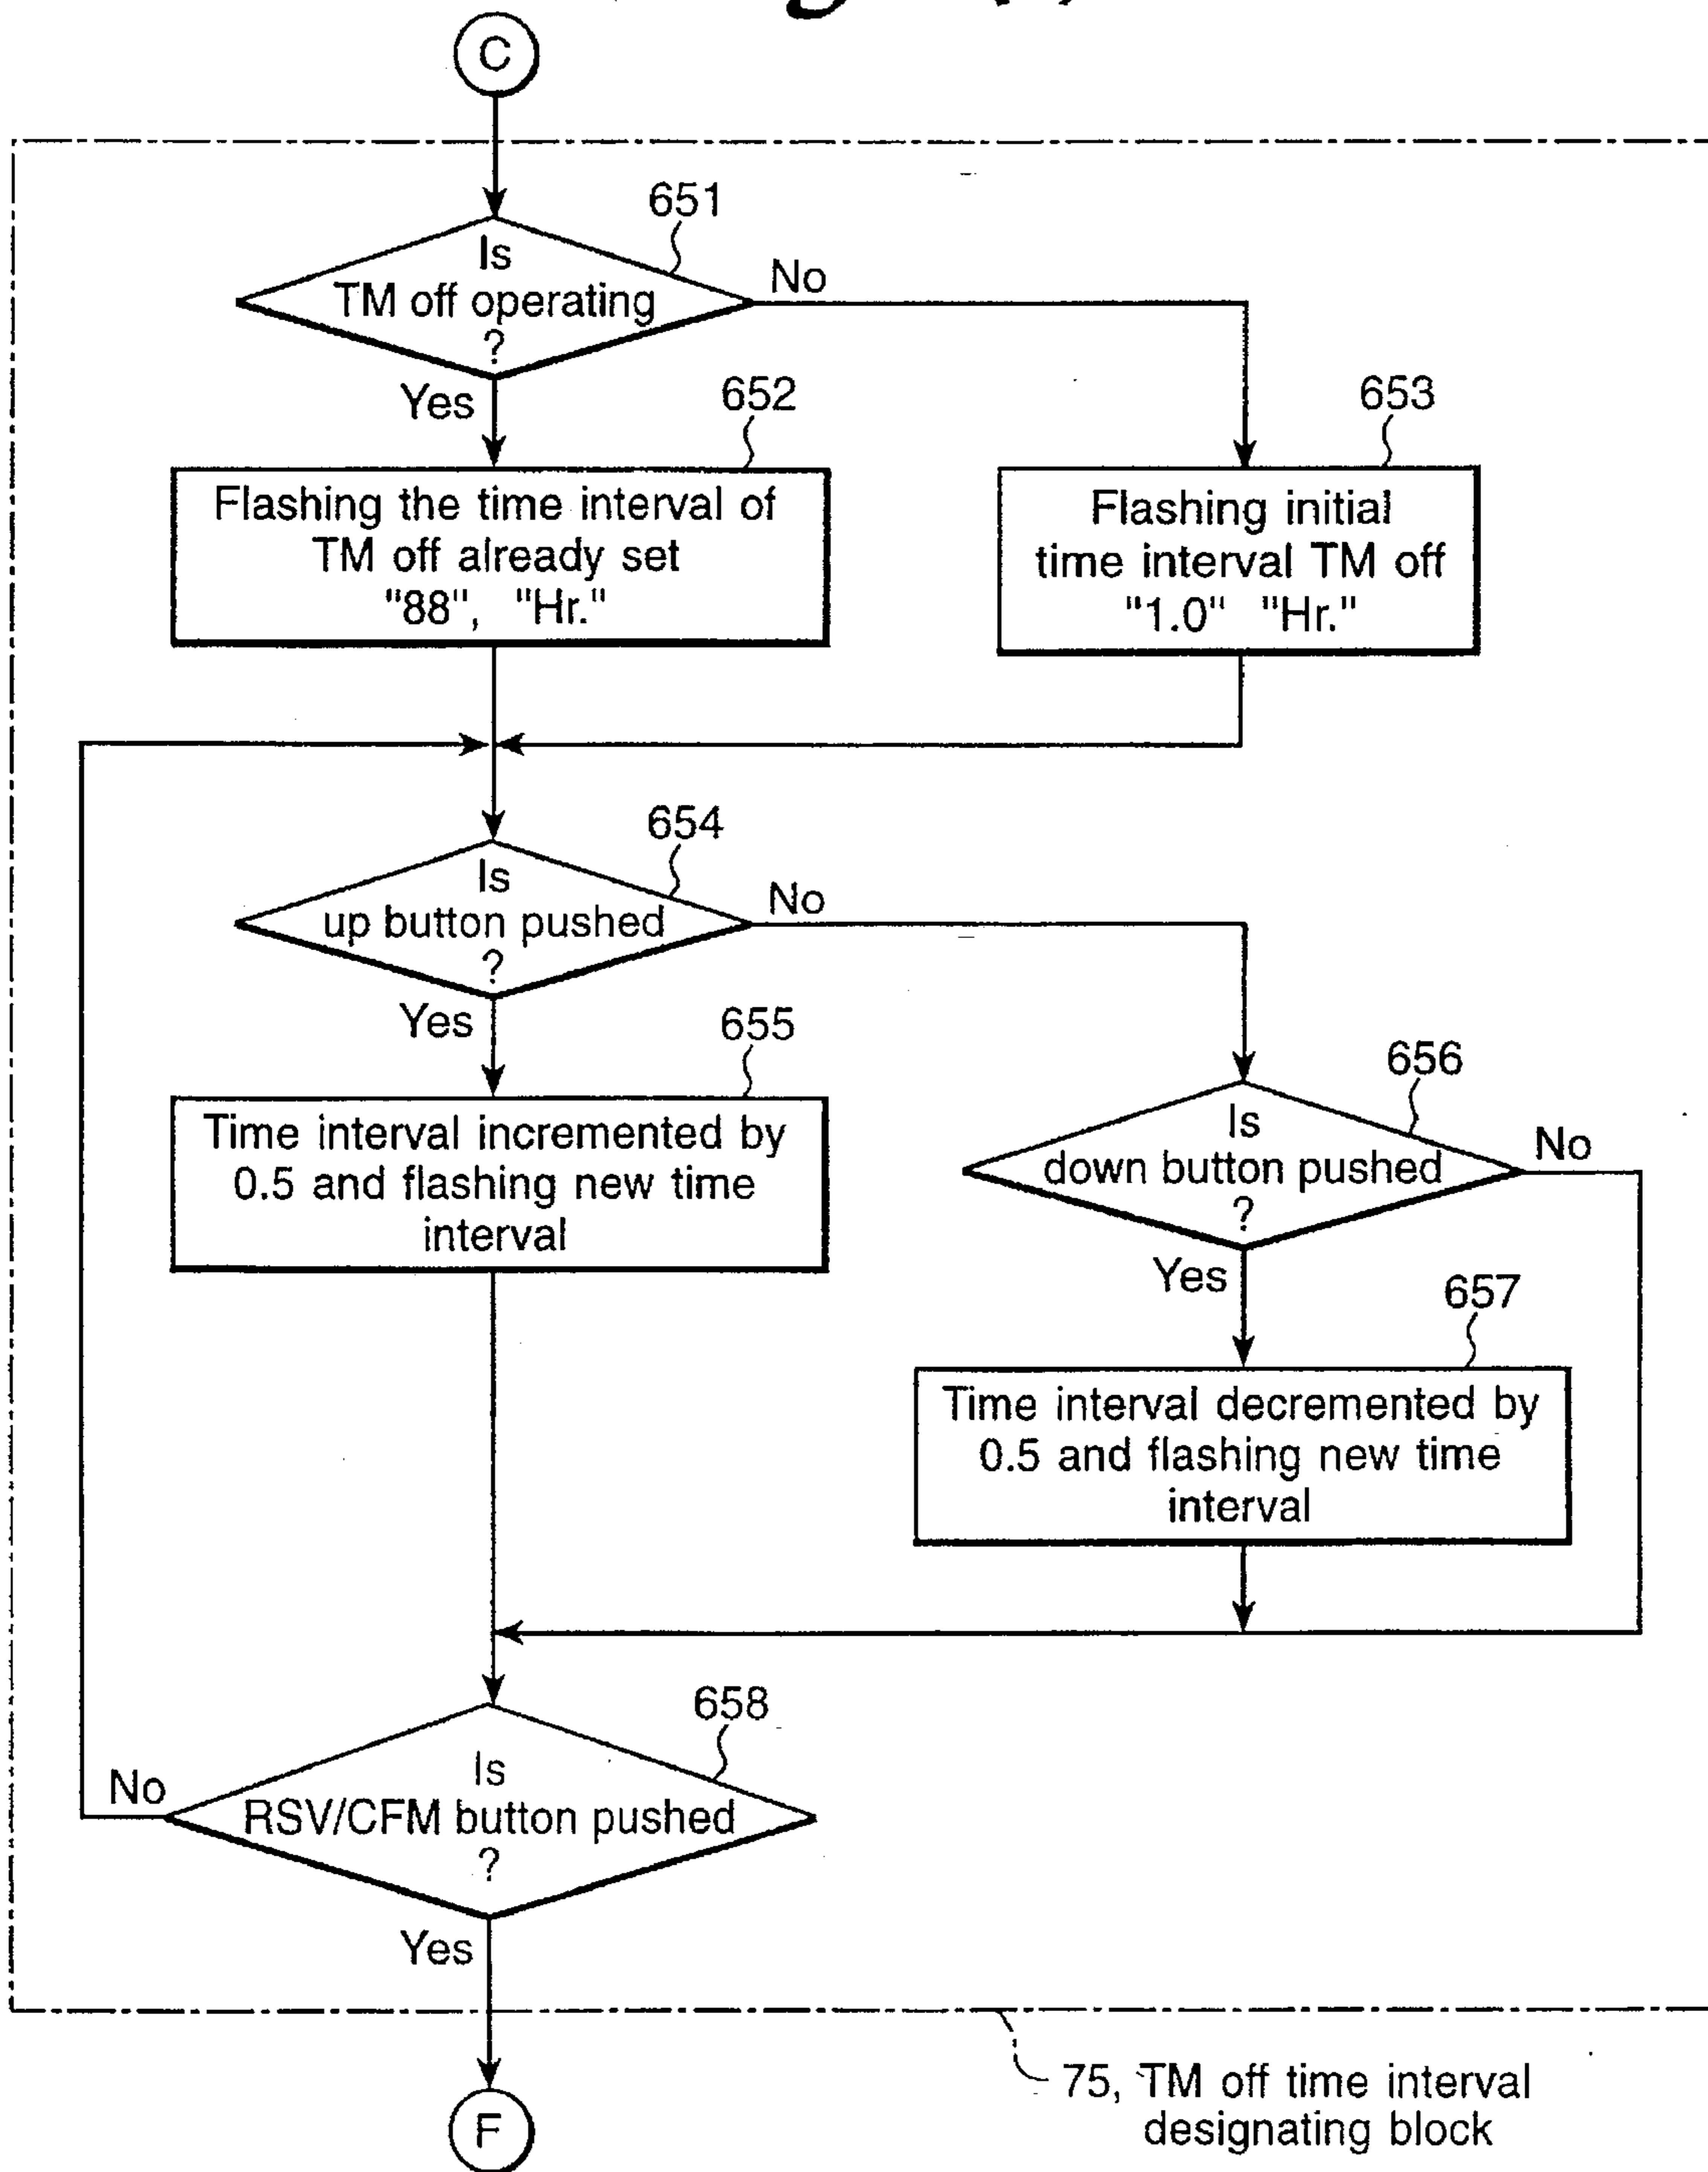 C
651
Is
TM off operating
?
No
Yes
652
653
Flashing the time interval of
TM off already set
"88", "Hr."
Flashing initial
time interval TM off
"1.0" "Hr."
654
Is
up button pushed
?
No
Yes
655
656
Time interval incremented by
0.5 and flashing new time
interval
Is
down button pushed
?
No
Yes
657
Time interval decremented by
0.5 and flashing new time
interval
658
Is
RSV/CFM button pushed
?
No
Yes
75, TM off time interval
designating block
F